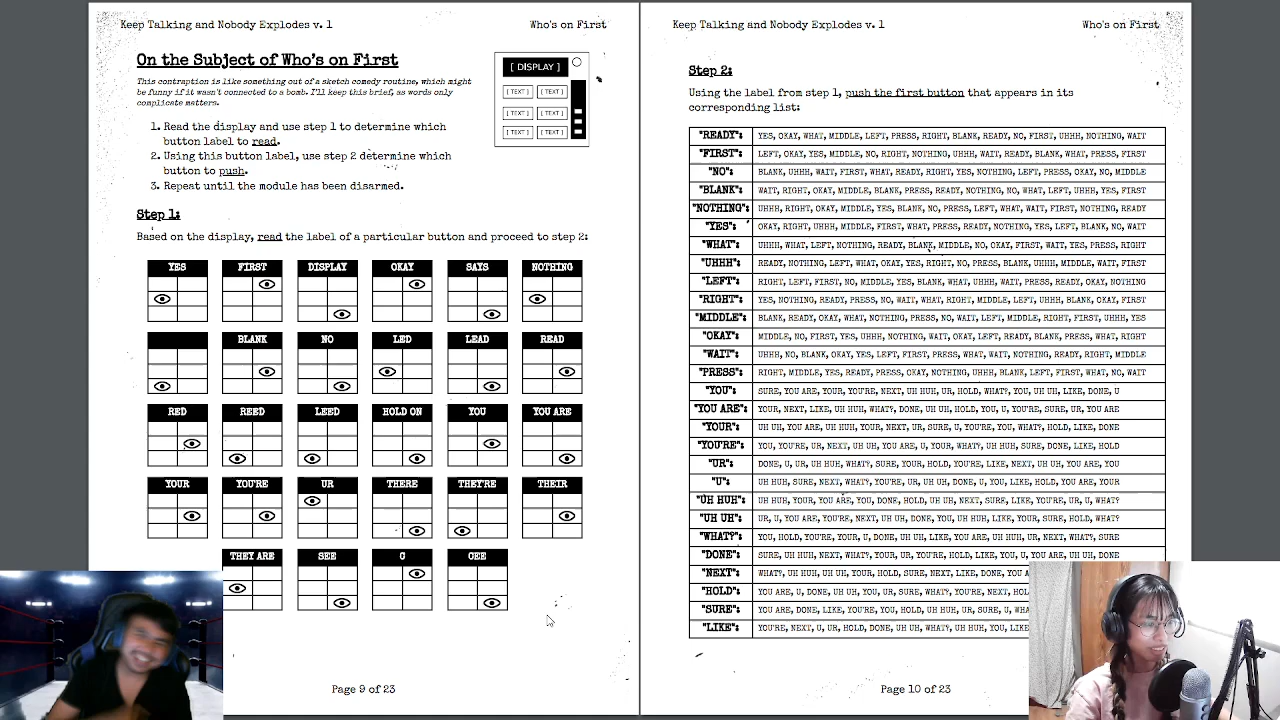 Keep Talking and Nobody Explodes v. 1
Who's on First
On the Subject of Who's on First
This contraption is like something out of a sketch comedy routine, which might
be funny if it wasn't connected to a bomb. I'll keep this brief, as words only
complicate matters.
[ DISPLAY ]
[ TEXT ] [ TEXT ]
[ TEXT ] [ TEXT ]
[ TEXT ] [ TEXT ]
1. Read the display and use step 1 to determine which
button label to read.
2. Using this button label, use step 2 determine which
button to push.
3. Repeat until the module has been disarmed.
Step 1:
Based on the display, read the label of a particular button and proceed to step 2:
YES FIRST DISPLAY OKAY SAYS NOTHING
BLANK NO LED LEAD READ
RED REED LEED HOLD ON YOU YOU ARE
YOUR YOU'RE UR THERE THEY'RE THEIR
THEY ARE SEE C CEE
Page 9 of 23
Keep Talking and Nobody Explodes v. 1
Who's on First
Step 2:
Using the label from step 1, push the first button that appears in its
corresponding list:
"READY": YES, OKAY, WHAT, MIDDLE, LEFT, PRESS, RIGHT, BLANK, READY, NO, FIRST, UHHH, NOTHING, WAIT
"FIRST": LEFT, OKAY, YES, MIDDLE, NO, RIGHT, NOTHING, UHHH, WAIT, READY, BLANK, WHAT, PRESS, FIRST
"NO": BLANK, UHHH, WAIT, FIRST, WHAT, READY, RIGHT, YES, NOTHING, LEFT, PRESS, OKAY, NO, MIDDLE
"BLANK": WAIT, RIGHT, OKAY, MIDDLE, BLANK, PRESS, READY, NOTHING, NO, WHAT, LEFT, UHHH, YES, FIRST
"NOTHING": UHHH, RIGHT, OKAY, MIDDLE, YES, BLANK, NO, PRESS, LEFT, WHAT, WAIT, FIRST, NOTHING, READY
"YES": OKAY, RIGHT, UHHH, MIDDLE, FIRST, WHAT, PRESS, READY, NOTHING, YES, LEFT, BLANK, NO, WAIT
"WHAT": UHHH, WHAT, LEFT, NOTHING, READY, BLANK, MIDDLE, NO, OKAY, FIRST, WAIT, YES, PRESS, RIGHT
"UHHH": READY, NOTHING, LEFT, WHAT, OKAY, YES, RIGHT, NO, PRESS, BLANK, UHHH, MIDDLE, WAIT, FIRST
"LEFT": RIGHT, LEFT, FIRST, NO, MIDDLE, YES, BLANK, WHAT, UHHH, WAIT, PRESS, READY, OKAY, NOTHING
"RIGHT": YES, NOTHING, READY, PRESS, NO, WAIT, WHAT, RIGHT, MIDDLE, LEFT, UHHH, BLANK, OKAY, FIRST
"MIDDLE": BLANK, READY, OKAY, WHAT, NOTHING, PRESS, NO, WAIT, LEFT, MIDDLE, RIGHT, FIRST, UHHH, YES
"OKAY": MIDDLE, NO, FIRST, YES, UHHH, NOTHING, WAIT, OKAY, LEFT, READY, BLANK, PRESS, WHAT, RIGHT
"WAIT": UHHH, NO, BLANK, OKAY, YES, LEFT, FIRST, PRESS, WHAT, WAIT, NOTHING, READY, RIGHT, MIDDLE
"PRESS": RIGHT, MIDDLE, YES, READY, PRESS, OKAY, NOTHING, UHHH, BLANK, LEFT, FIRST, WHAT, NO, WAIT
"YOU": SURE, YOU ARE, YOUR, YOU'RE, NEXT, UH HUH, UR, HOLD, WHAT?, YOU, UH UH, LIKE, DONE, U
"YOU ARE": YOUR, NEXT, LIKE, UH HUH, WHAT?, DONE, UH UH, HOLD, YOU, U, YOU'RE, SURE, UR, YOU ARE
"YOUR": UH UH, YOU ARE, UH HUH, YOUR, NEXT, UR, SURE, U, YOU'RE, YOU, WHAT?, HOLD, LIKE, DONE
"YOU'RE": YOU, YOU'RE, UR, NEXT, UH UH, YOU ARE, U, YOUR, WHAT?, UH HUH, SURE, DONE, LIKE, HOLD
"UR": DONE, U, UR, UH HUH, WHAT?, SURE, YOUR, HOLD, YOU'RE, LIKE, NEXT, UH UH, YOU ARE, YOU
"U": UH HUH, SURE, NEXT, WHAT?, YOU'RE, UR, UH UH, DONE, U, YOU, LIKE, HOLD, YOU ARE, YOUR
"UH HUH": UH HUH, YOUR, YOU ARE, YOU, DONE, HOLD, UH UH, NEXT, SURE, LIKE, YOU'RE, UR, U, WHAT?
"UH UH": UR, U, YOU ARE, YOU'RE, NEXT, UH UH, DONE, YOU, UH HUH, LIKE, YOUR, SURE, HOLD, WHAT?
"WHAT?": YOU, HOLD, YOU'RE, YOUR, U, DONE, UH UH, LIKE, YOU ARE, UH HUH, UR, NEXT, WHAT?, SURE
"DONE": SURE, UH HUH, NEXT, WHAT?, YOUR, UR, YOU'RE, HOLD, LIKE, YOU, U, YOU ARE, UH UH, DONE
"NEXT": WHAT?, UH HUH, UH UH, YOUR, HOLD, SURE, NEXT, LIKE, DONE, YOU A
"HOLD": YOU ARE, U, DONE, UH UH, YOU, UR, SURE, WHAT?, YOU'RE, NEXT, HOL
"SURE": YOU ARE, DONE, LIKE, YOU'RE, YOU, HOLD, UH HUH, UR, SURE, U, WHA
"LIKE": YOU'RE, NEXT, U, UR, HOLD, DONE, UH UH, WHAT?, UH HUH, YOU, LIKE
Page 10 of 23